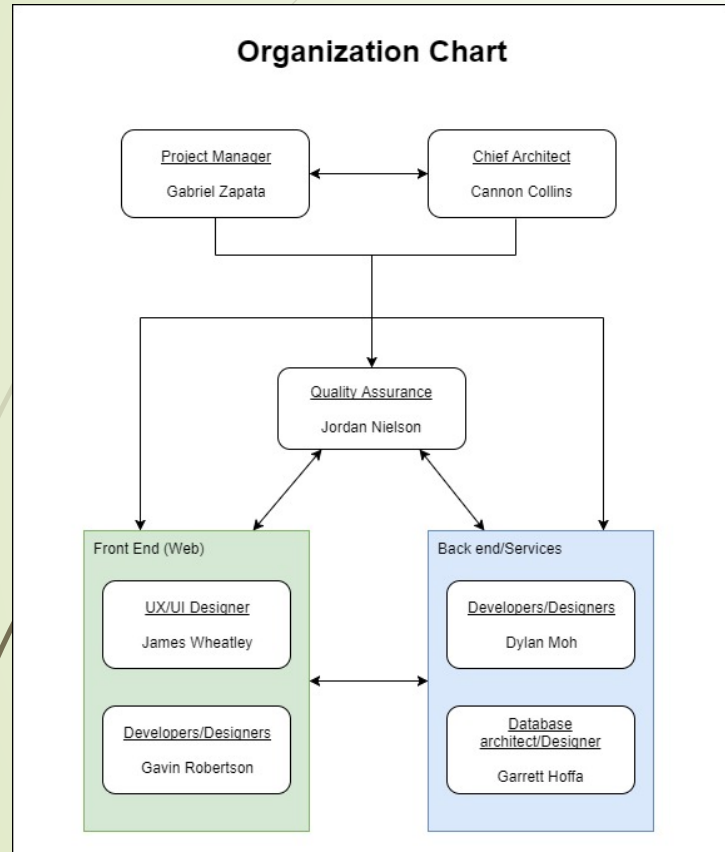 Organization Chart
Project Manager
Gabriel Zapata
Chief Architect
Cannon Collins
Quality Assurance
Jordan Nielson
Front End (Web)
UX/UI Designer
James Wheatley
Developers/Designers
Gavin Robertson
Back end/Services
Developers/Designers
Dylan Moh
Database
architect/Designer
Garrett Hoffa